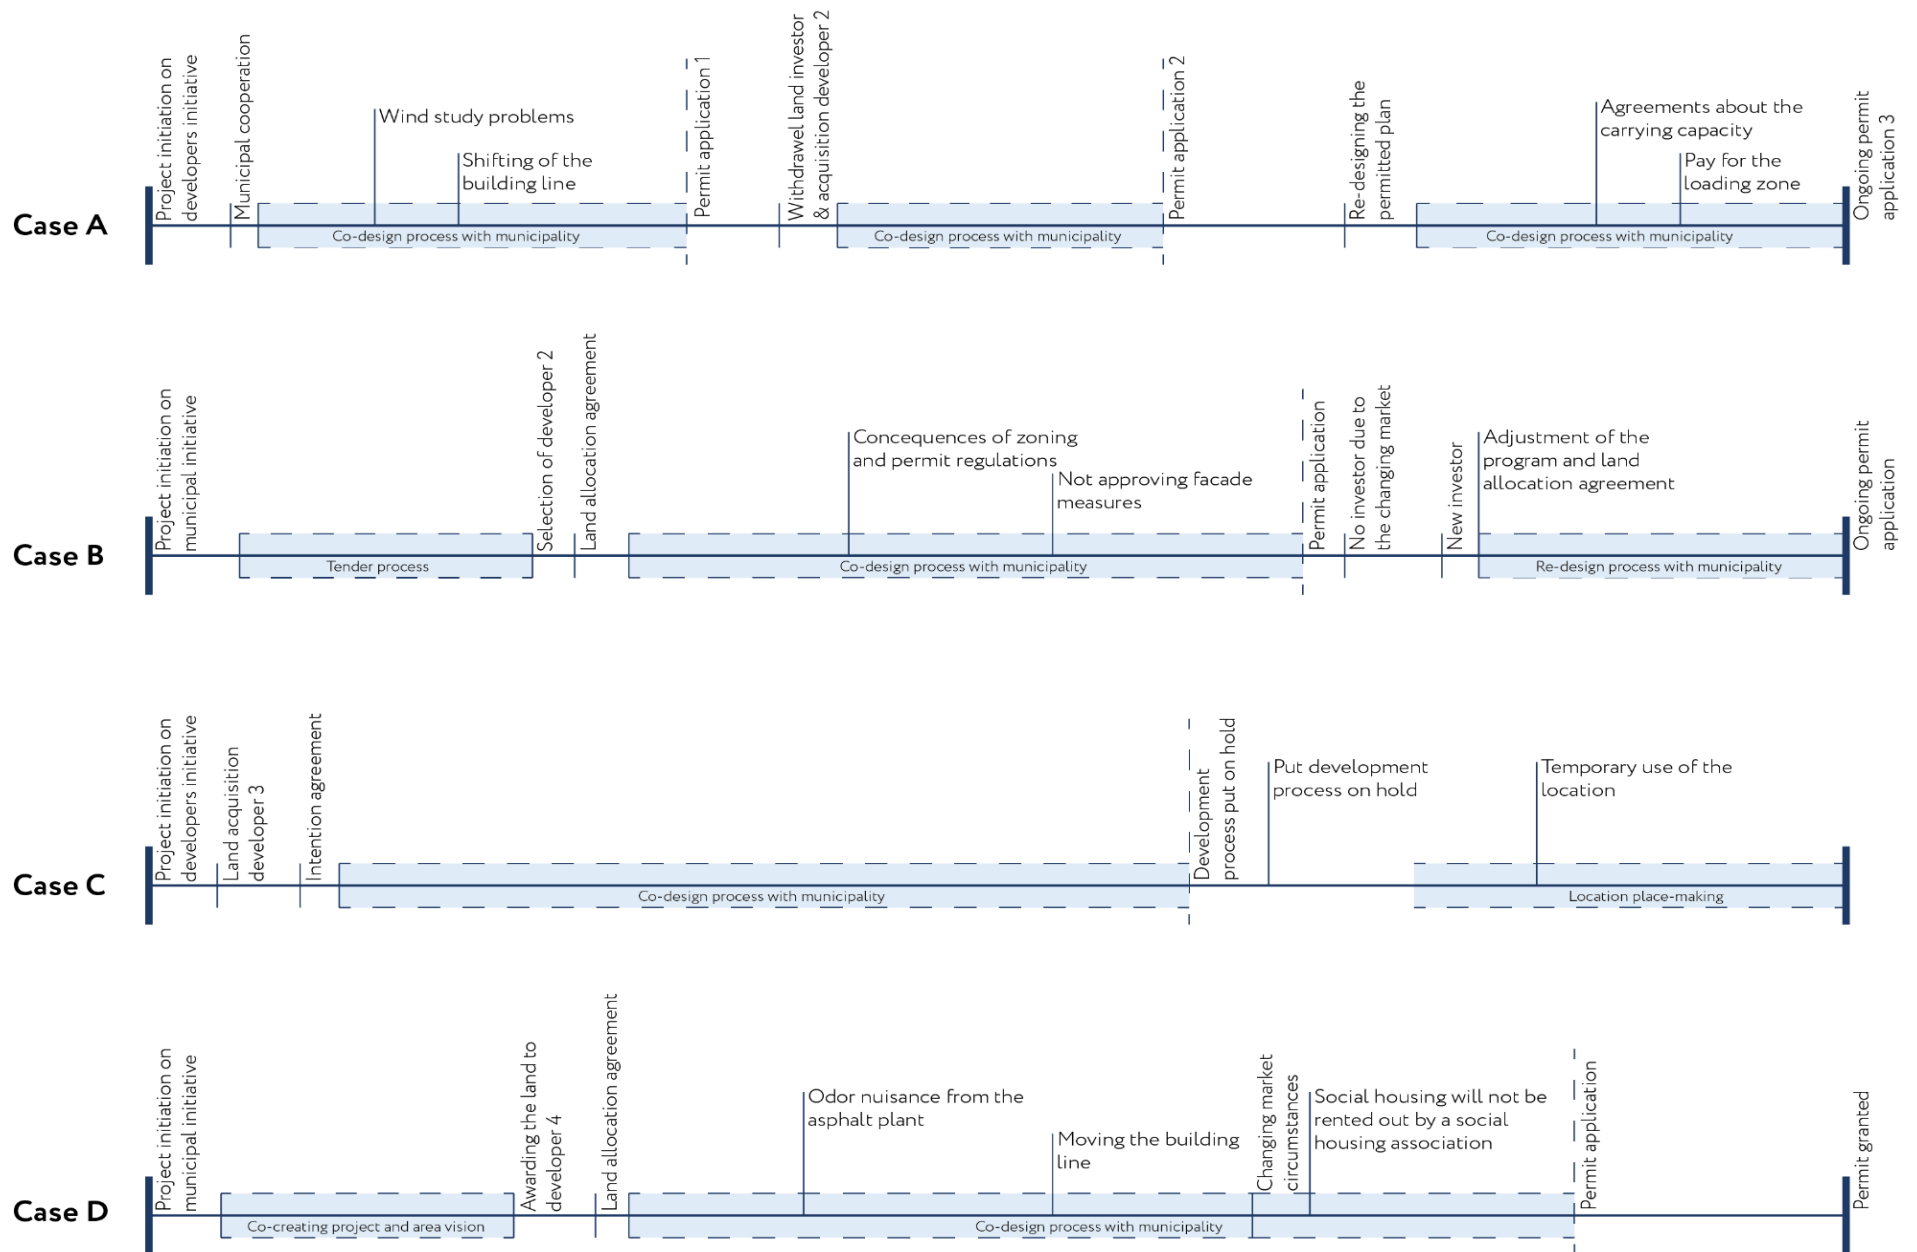 Case A
Project initiation on
developers initiative
Municipal cooperation
Wind study problems
Shifting of the
building line
Co-design process with municipality
Permit application 1
Withdrawel land investor
& acquisition developer 2
Co-design process with municipality
Permit application 2
Re-designing the
permitted plan
Agreements about the
carrying capacity
Pay for the
loading zone
Co-design process with municipality
Ongoing permit
application 3
Case B
Project initiation on
municipal initiative
Tender process
Selection of developer 2
Land allocation agreement
Concequences of zoning
and permit regulations
Not approving facade
measures
Co-design process with municipality
Permit application
No investor due to
the changing market
New investor
Adjustment of the
program and land
allocation agreement
Re-design process with municipality
Ongoing permit
application
Case C
Project initiation on
developers initiative
Land acquisition
developer 3
Intention agreement
Co-design process with municipality
Development
process put on hold
Put development
process on hold
Temporary use of the
location
Location place-making
Case D
Project initiation on
municipal initiative
Co-creating project and area vision
Awarding the land to
developer 4
Land allocation agreement
Odor nuisance from the
asphalt plant
Moving the building
line
Co-design process with municipality
Changing market
circumstances
Social housing will not be
rented out by a social
housing association
Permit application
Permit granted